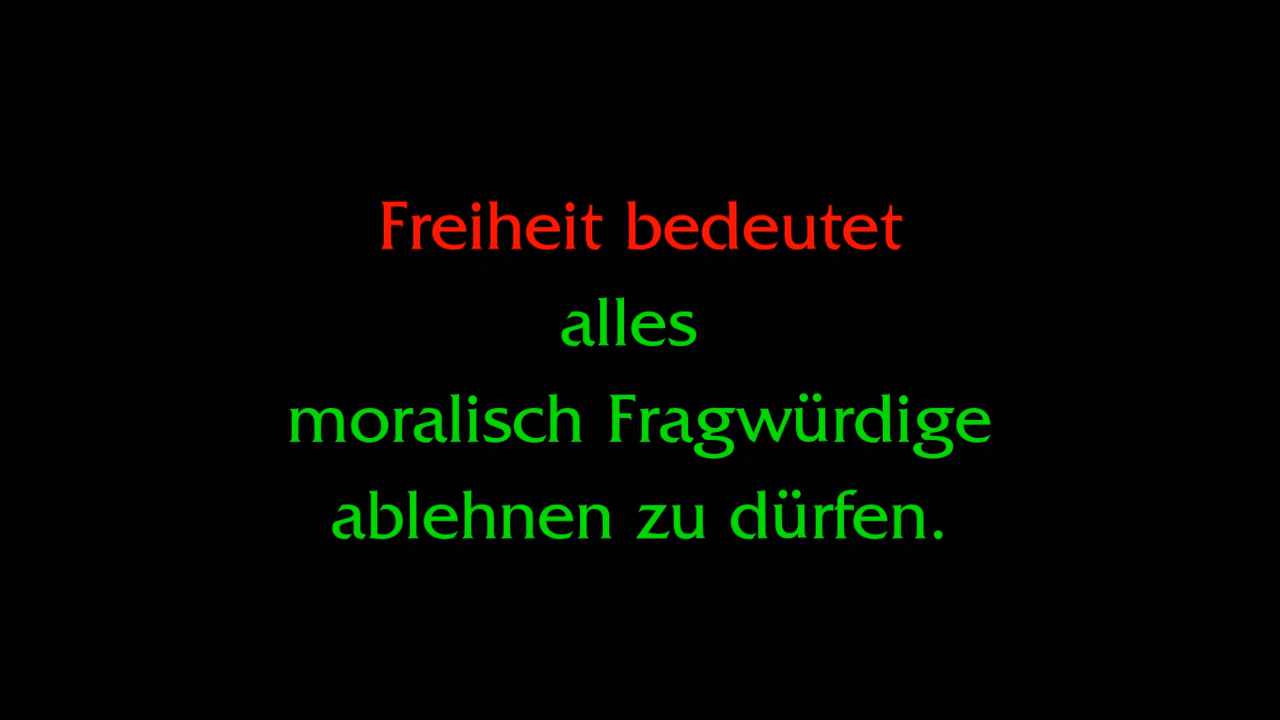 Freiheit bedeutet
alles
moralisch Fragwürdige
ablehnen zu dürfen.